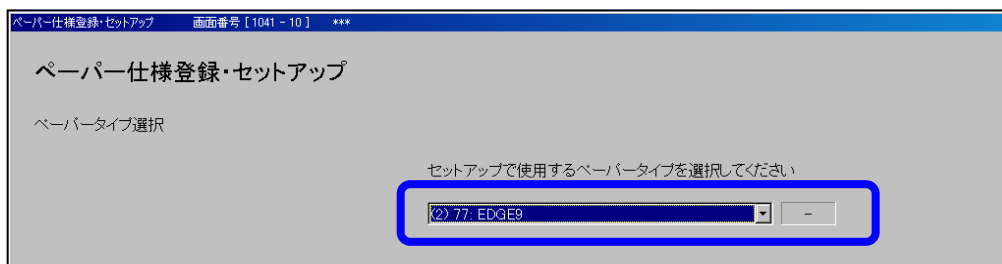 ペーパー仕様登録・セットアップ 画面番号 [ 1041 - 10 ] ***
ペーパー仕様登録・セットアップ
ペーパータイプ選択
セットアップで使用するペーパータイプを選択してください
(2) 77: EDGE9 -